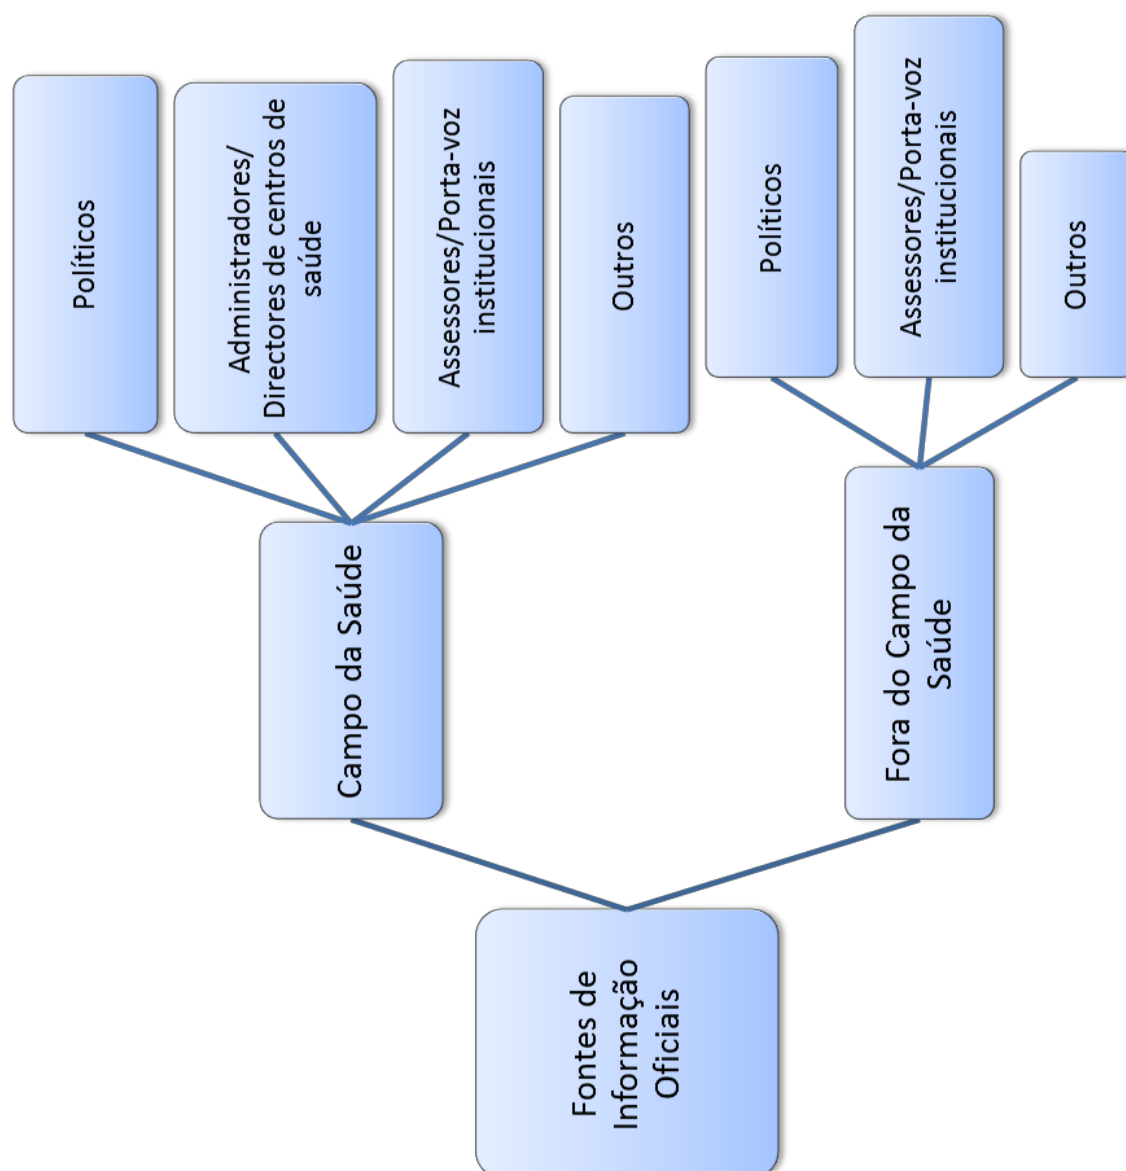 Fontes de
Informação
Oficiais
Campo da Saúde
Políticos
Administradores/
Directores de centros de
saúde
Assessores/Porta-voz
institucionais
Outros
Fora do Campo da
Saúde
Políticos
Assessores/Porta-voz
institucionais
Outros